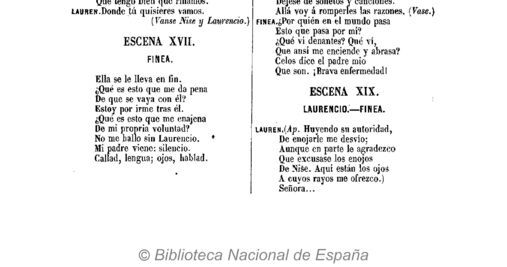 Que tengo bien que riñamos.
LAUREN. Donde tú quisieres vamos.
(Vanse Nise y Laurencio.)
ESCENA XVII.
FINEA.
Ella se le lleva en fin.
¿Qué es esto que me da pena
De que se vaya con él?
Estoy por irme tras él.
¿Qué es esto que me enajena
De mi propria voluntad?
No me hallo sin Laurencio.
Mi padre viene: silencio.
Callad, lengua; ojos, hablad.
Déjese de sonetos y canciones.
Allá voy á romperles las razones. (Vase.)
FINEA. ¿Por quién en el mundo pasa
Esto que pasa por mí?
¿Qué vi denantes? Qué vi,
Que ansí me enciende y abrasa?
Celos dice el padre mio
Que son. ¡Brava enfermedad!
ESCENA XIX.
LAURENCIO.—FINEA.
LAUREN. (Ap. Huyendo su autoridad,
De enojarle me desvio;
Aunque en parte le agradezco
Que excusase los enojos
De Nise. Aquí están los ojos
A cuyos rayos me ofrezco.)
Señora...
© Biblioteca Nacional de España